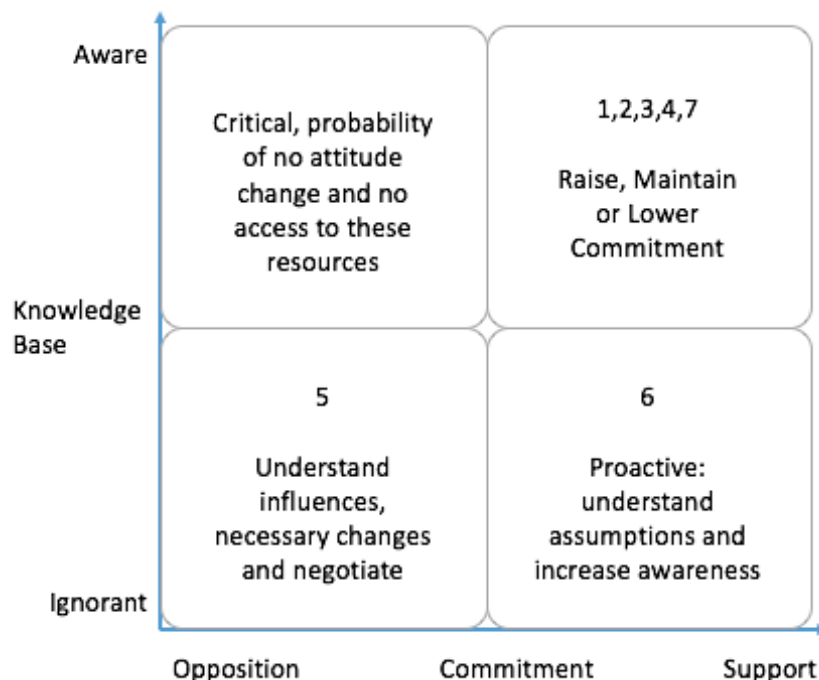 Aware
Critical, probability
of no attitude
change and no
access to these
resources
1,2,3,4,7
Raise, Maintain
or Lower
Commitment
Knowledge
Base
5
Understand
influences,
necessary changes
and negotiate
6
Proactive:
understand
assumptions and
increase awareness
Ignorant
Opposition
Commitment
Support